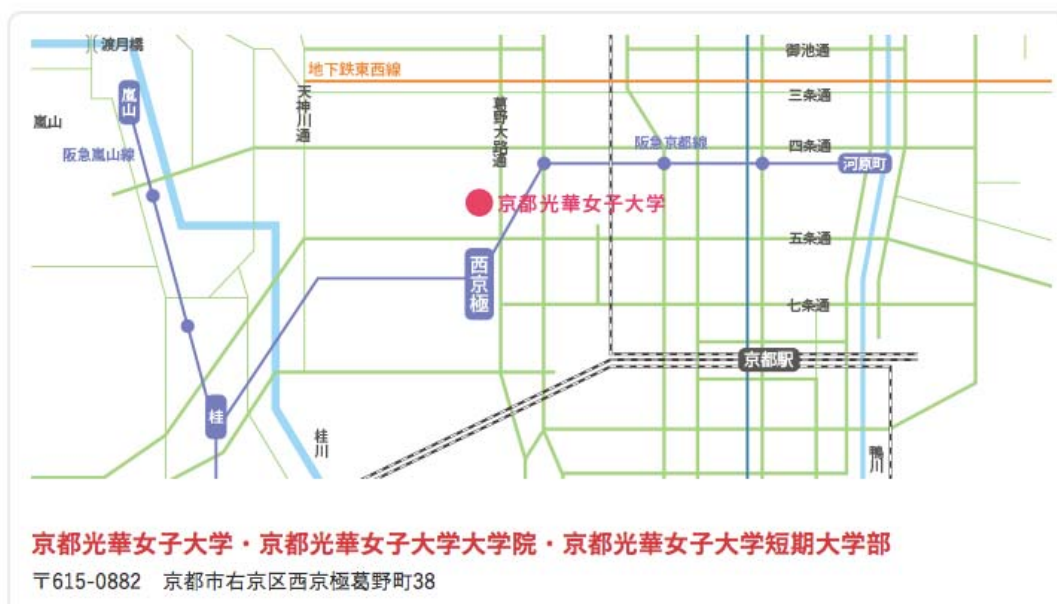 渡月橋
御池通
地下鉄東西線
嵐山
三条通
天神川通
葛野大路通
嵐山
阪急嵐山線
阪急京都線
四条通
河原町
京都光華女子大学
五条通
西京極
七条通
京都駅
桂
桂川
鴨川
京都光華女子大学・京都光華女子大学大学院・京都光華女子大学短期大学部
〒615-0882　京都市右京区西京極葛野町38